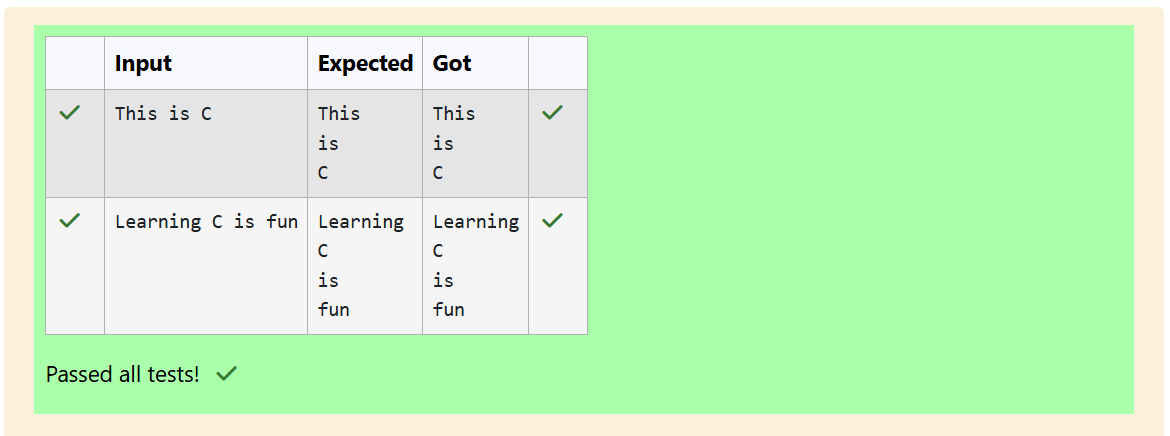 Input Expected Got
This is C This This
is is
C C
Learning C is fun Learning Learning
C C
is is
fun fun
Passed all tests!